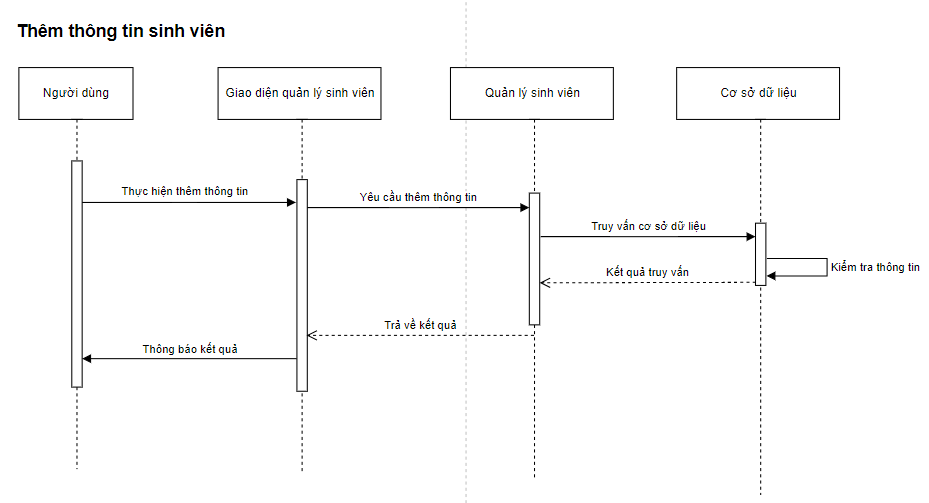 Thêm thông tin sinh viên
Người dùng
Giao diện quản lý sinh viên
Quản lý sinh viên
Cơ sở dữ liệu
Thực hiện thêm thông tin
Yêu cầu thêm thông tin
Truy vấn cơ sở dữ liệu
Kiểm tra thông tin
Kết quả truy vấn
Trả về kết quả
Thông báo kết quả